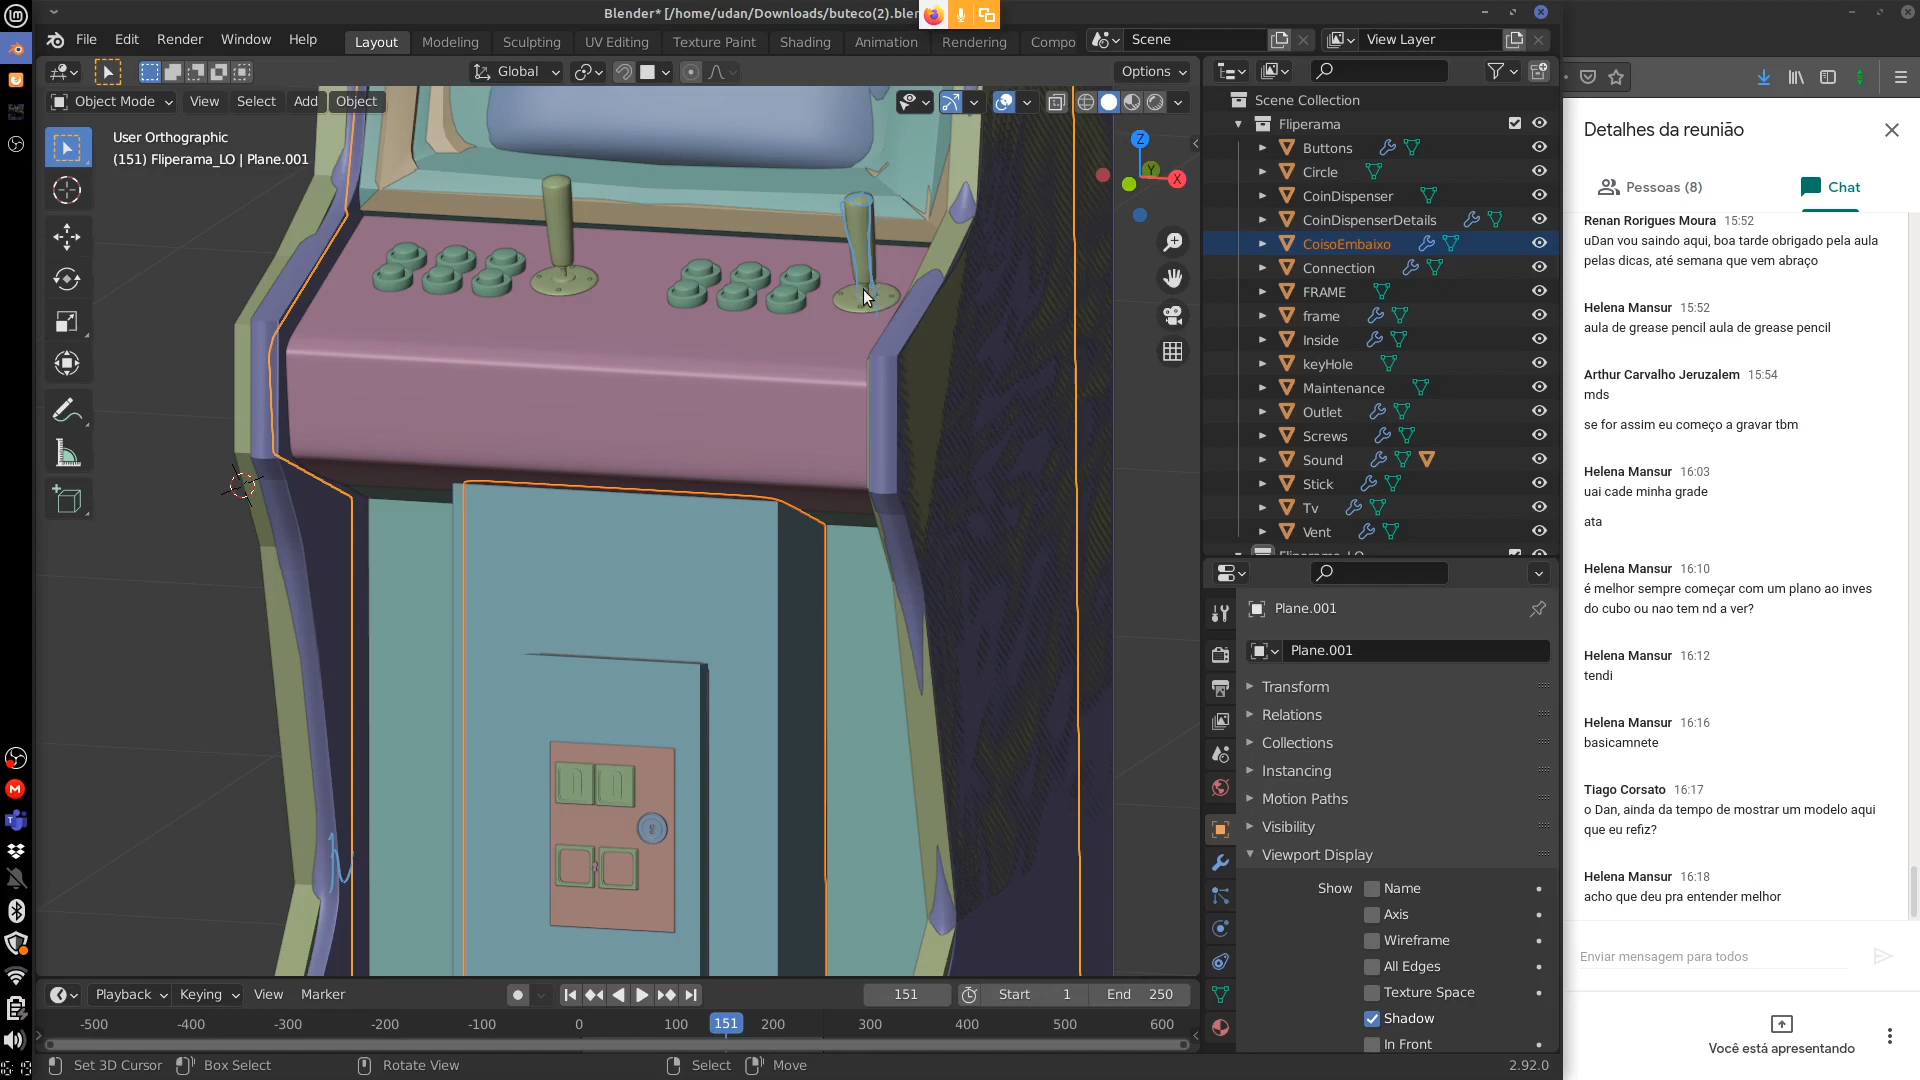 Blender* [/home/udan/Downloads/buteco(2).blen
File Edit Render Window Help
Layout Modeling Sculpting UV Editing Texture Paint Shading Animation Rendering Compo
Scene
View Layer
Global
Options
Object Mode View Select Add Object
User Orthographic
(151) Fliperama_LO | Plane.001
Z
Y
X
Scene Collection
Fliperama
Buttons
Circle
CoinDispenser
CoinDispenserDetails
CoisoEmbaixo
Connection
FRAME
frame
Inside
keyHole
Maintenance
Outlet
Screws
Sound
Stick
Tv
Vent
Fliperama_LO
Plane.001
Plane.001
Transform
Relations
Collections
Instancing
Motion Paths
Visibility
Viewport Display
Show Name
Axis
Wireframe
All Edges
Texture Space
Shadow
In Front
Playback Keying View Marker
151
Start 1
End 250
-500 -400 -300 -200 -100 0 100 151 200 300 400 500 600
Set 3D Cursor Box Select Rotate View Select Move 2.92.0
Detalhes da reunião
Pessoas (8) Chat
Renan Rorigues Moura 15:52
uDan vou saindo aqui, boa tarde obrigado pela aula
pelas dicas, até semana que vem abraço
Helena Mansur 15:52
aula de grease pencil aula de grease pencil
Arthur Carvalho Jeruzalem 15:54
mds
se for assim eu começo a gravar tbm
Helena Mansur 16:03
uai cade minha grade
ata
Helena Mansur 16:10
é melhor sempre começar com um plano ao inves
do cubo ou nao tem nd a ver?
Helena Mansur 16:12
tendi
Helena Mansur 16:16
basicamnete
Tiago Corsato 16:17
o Dan, ainda da tempo de mostrar um modelo aqui
que eu refiz?
Helena Mansur 16:18
acho que deu pra entender melhor
Enviar mensagem para todos
Você está apresentando